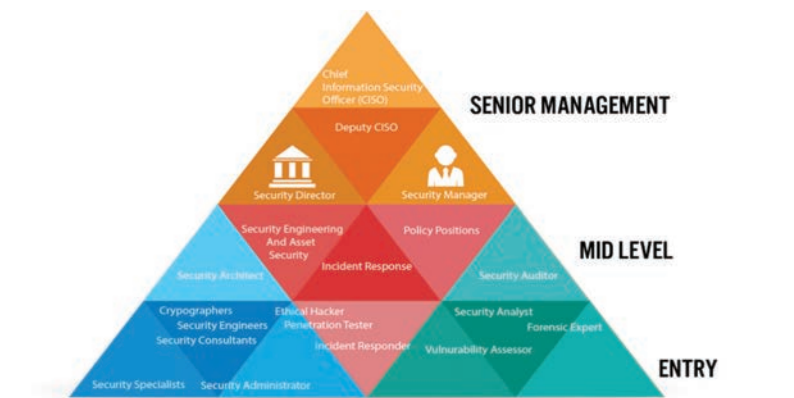 Chief
Information Security
Officer (CISO)
SENIOR MANAGEMENT
Deputy CISO
Security Director
Security Manager
Security Engineering
And Asset
Security
Policy Positions
Incident Response
MID LEVEL
Security Architect
Security Auditor
Crypographers
Security Engineers
Security Consultants
Ethical Hacker
Penetration Tester
Incident Responder
Security Analyst
Forensic Expert
Vulnurability Assessor
ENTRY
Security Specialists
Security Administrator